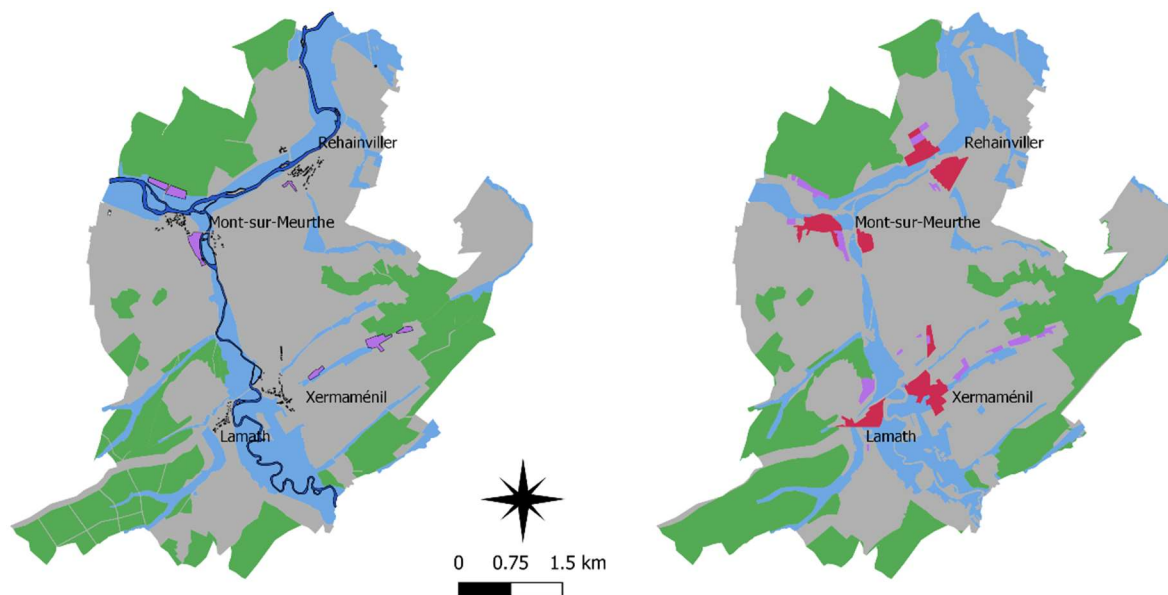 Rehainviller
Mont-sur-Meurthe
Xermaménil
Lamath
0 0.75 1.5 km
Rehainviller
Mont-sur-Meurthe
Xermaménil
Lamath